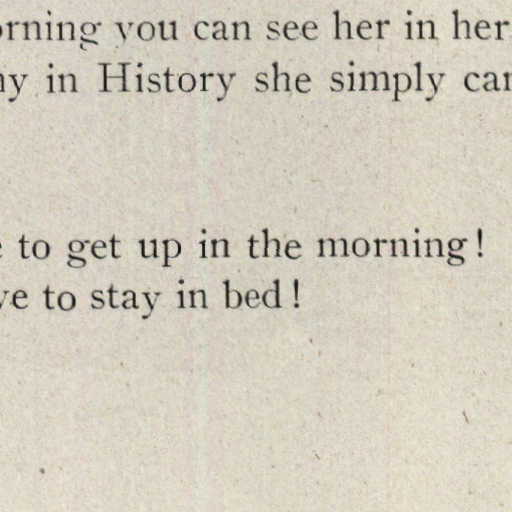 orning you can see her in her
ny in History she simply can
e to get up in the morning!
ve to stay in bed!